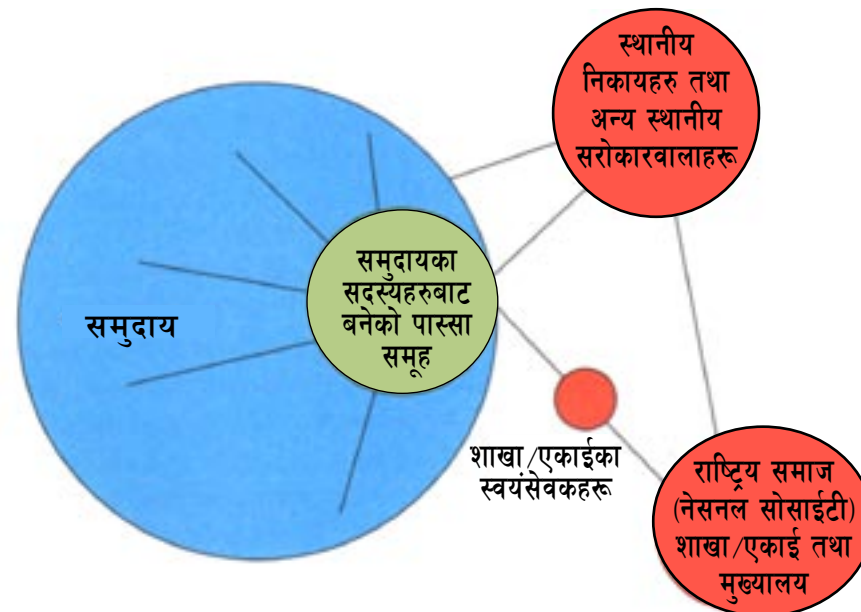 स्थानीय
निकायहरु तथा
अन्य स्थानीय
सरोकारवालाहरू
समुदायका
सदस्यहरुबाट
बनेको पास्सा
समूह
समुदाय
शाखा/एकाईका
स्वयंसेवकहरू
राष्ट्रिय समाज
(नेसनल सोसाईटी)
शाखा/एकाई तथा
मुख्यालय